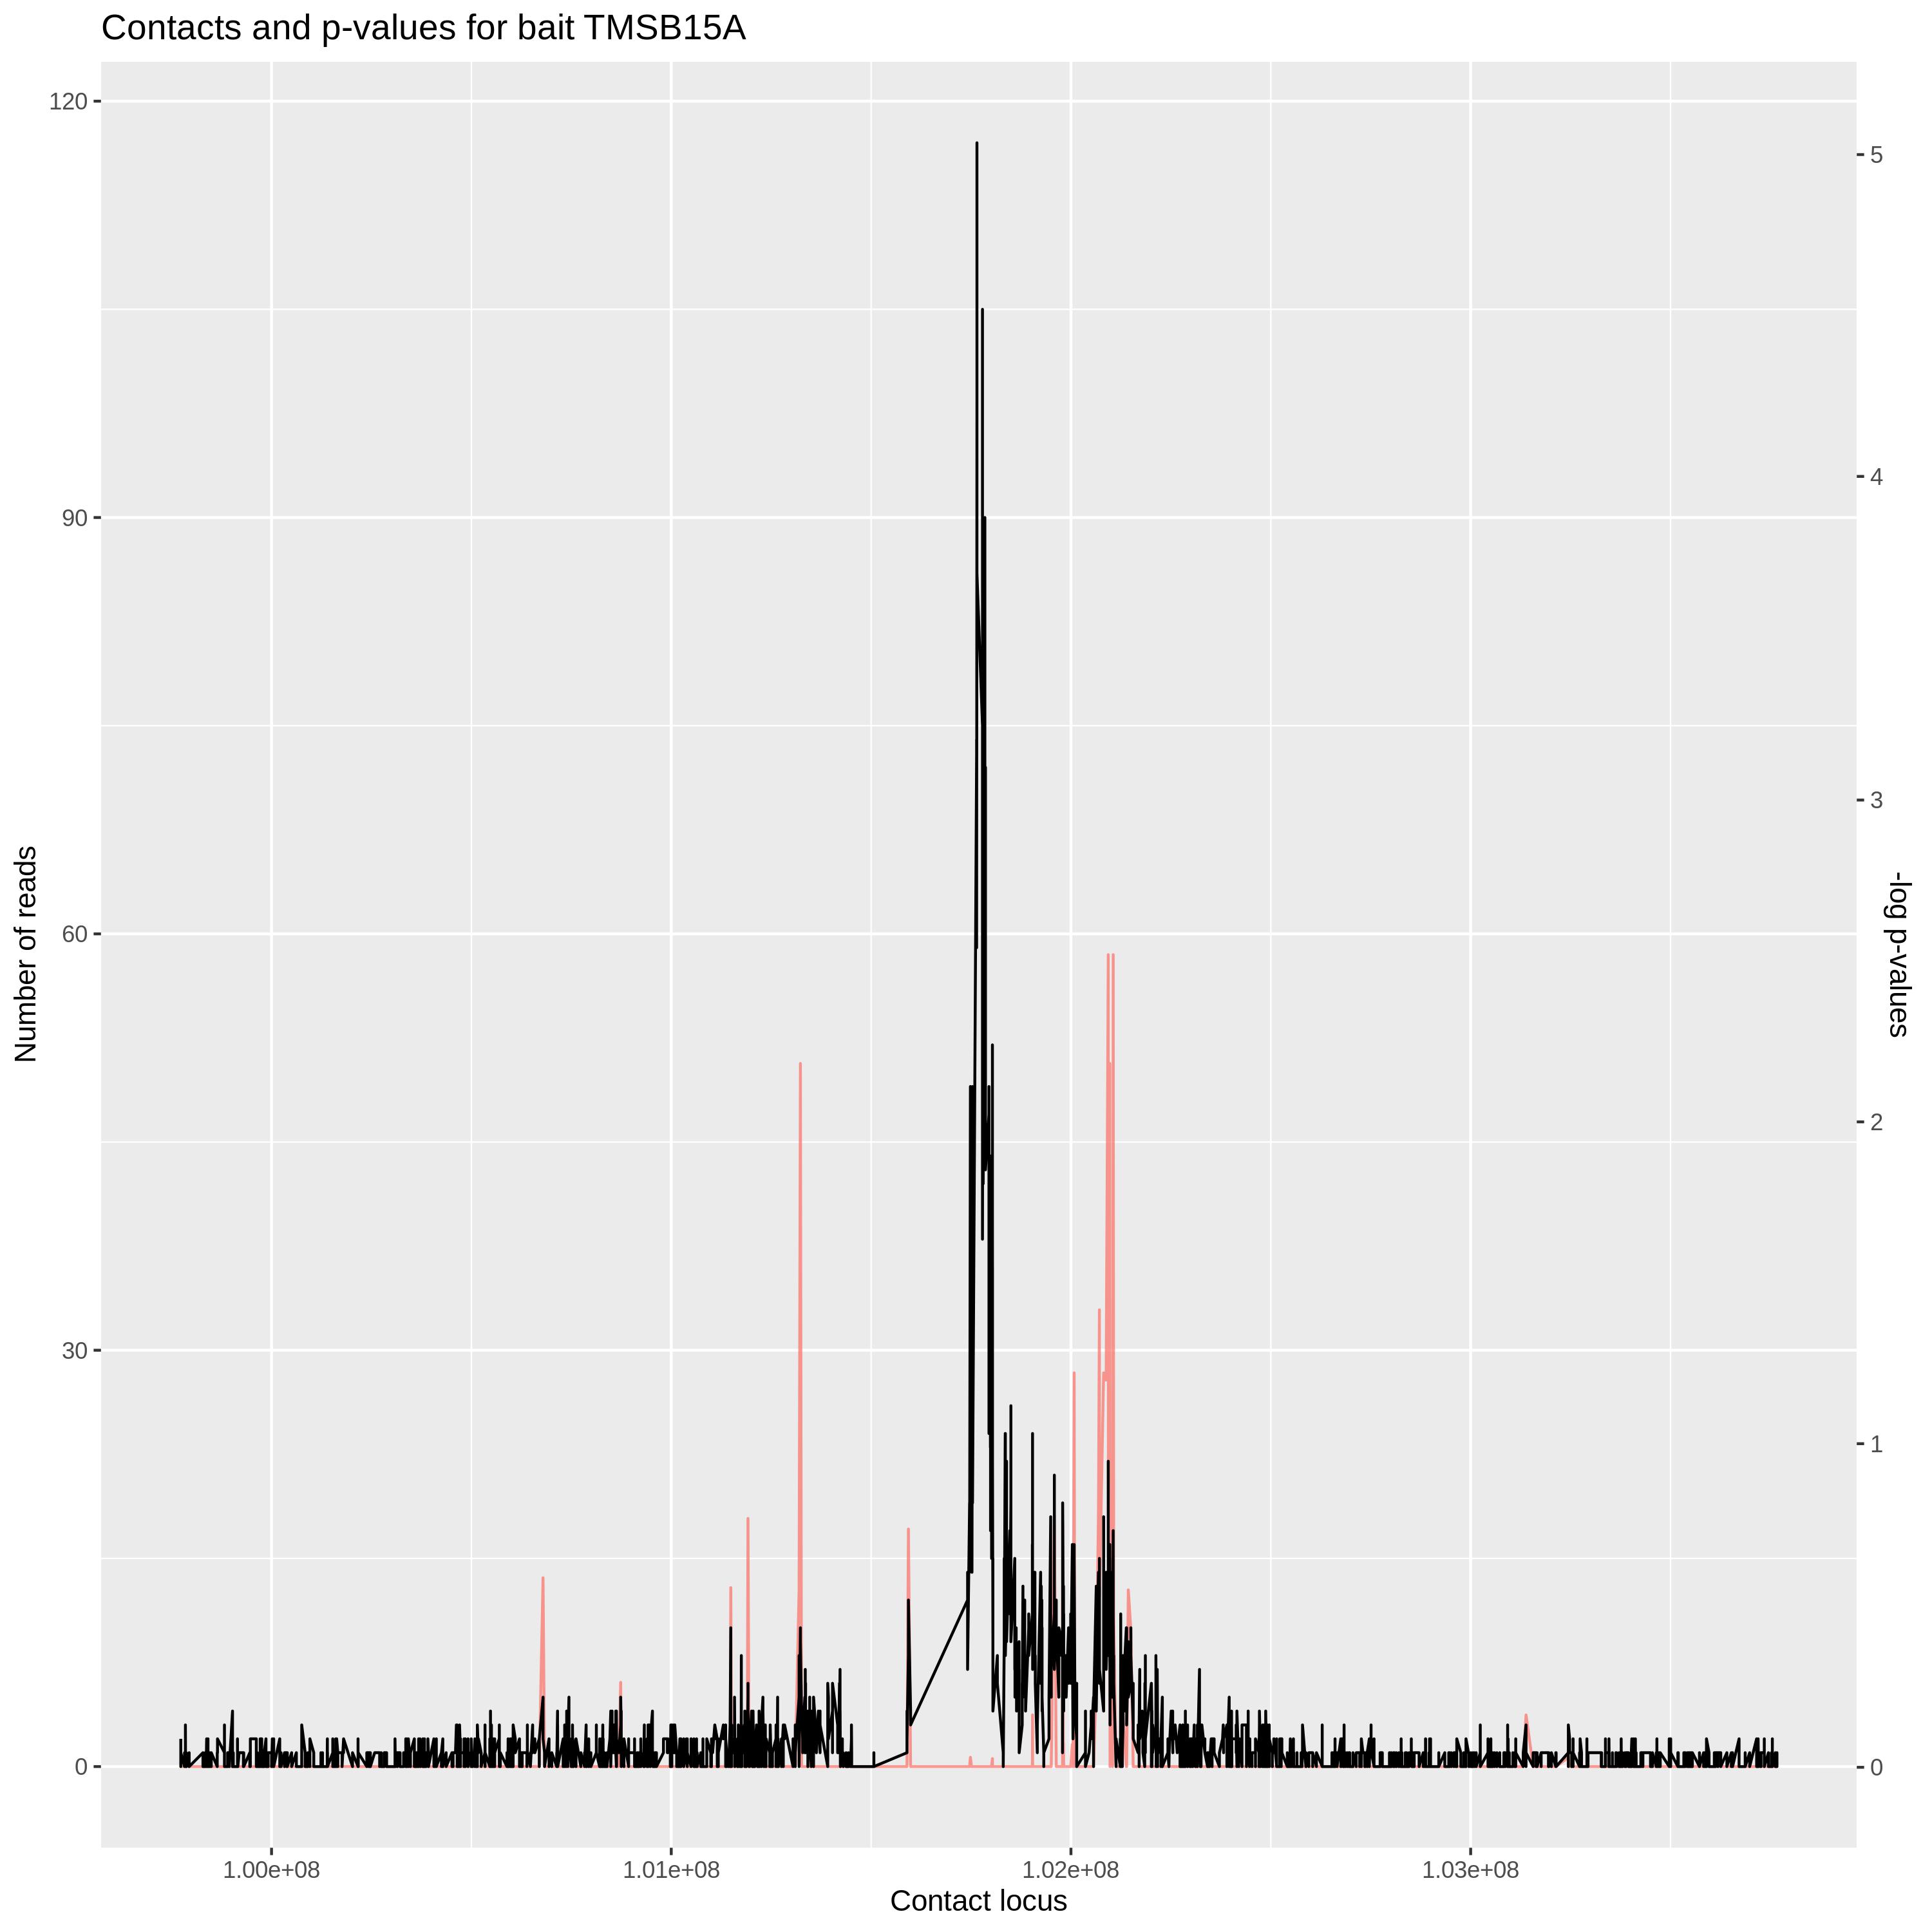 Contacts and p-values for bait TMSB15A
120
90
60
30
0
Number of reads
5
4
3
2
1
0
-log p-values
1.00e+08
1.01e+08
1.02e+08
1.03e+08
Contact locus